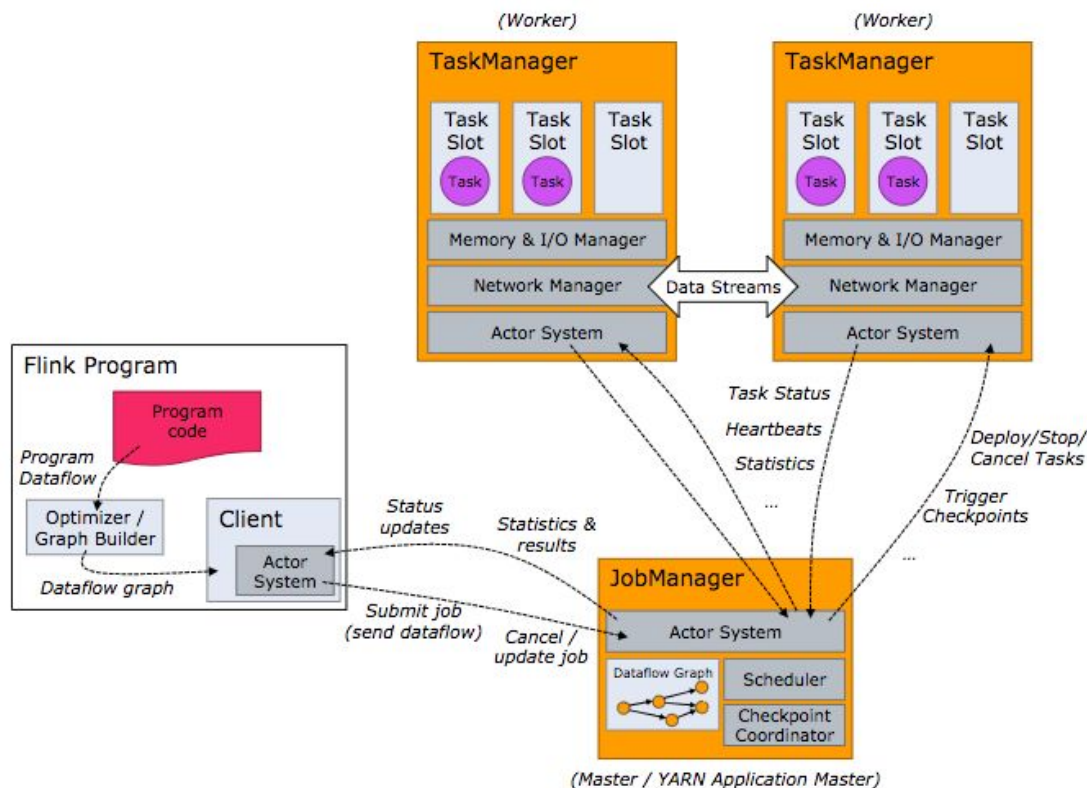 (Worker)
(Worker)
TaskManager
TaskManager
Task
Slot
Task
Task
Slot
Task
Task
Slot
Task
Slot
Task
Task
Slot
Task
Task
Slot
Memory & I/O Manager
Memory & I/O Manager
Network Manager
Data Streams
Network Manager
Actor System
Actor System
Flink Program
Program
code
Program
Dataflow
Optimizer /
Graph Builder
Dataflow graph
Client
Actor
System
Status
updates
Statistics &
results
Submit job
(send dataflow)
Cancel /
update job
Task Status
Heartbeats
Statistics
...
Deploy/Stop/
Cancel Tasks
Trigger
Checkpoints
...
JobManager
Actor System
Dataflow Graph
Scheduler
Checkpoint
Coordinator
(Master / YARN Application Master)